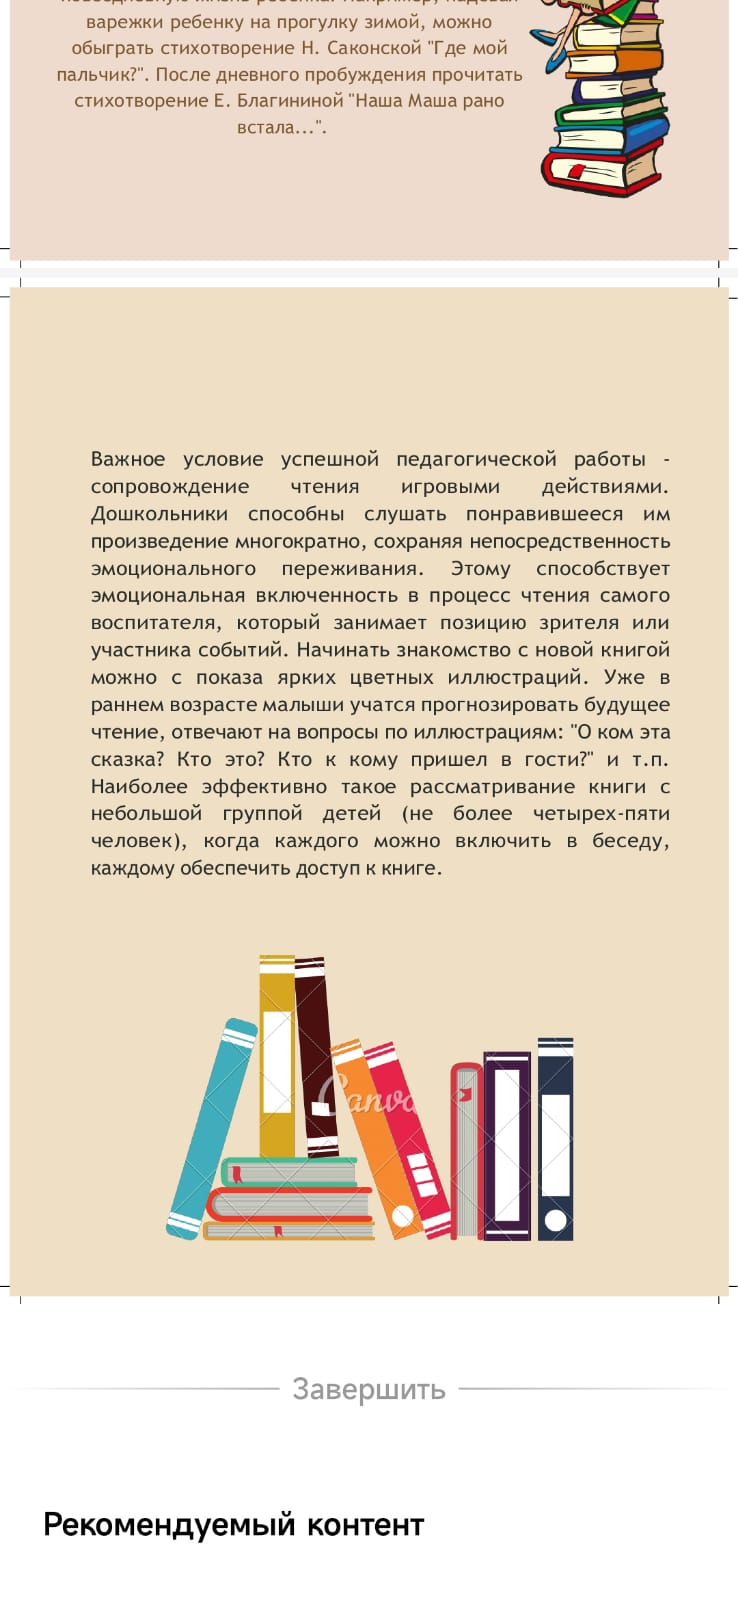 варежки ребенку на прогулку зимой, можно
обыграть стихотворение Н. Саконской "Где мой
пальчик?". После дневного пробуждения прочитать
стихотворение Е. Благининой "Наша Маша рано
встала...".
Важное условие успешной педагогической работы -
сопровождение чтения игровыми действиями.
Дошкольники способны слушать понравившееся им
произведение многократно, сохраняя непосредственность
эмоционального переживания. Этому способствует
эмоциональная включенность в процесс чтения самого
воспитателя, который занимает позицию зрителя или
участника событий. Начинать знакомство с новой книгой
можно с показа ярких цветных иллюстраций. Уже в
раннем возрасте малыши учатся прогнозировать будущее
чтение, отвечают на вопросы по иллюстрациям: "О ком эта
сказка? Кто это? Кто к кому пришел в гости?" и т.п.
Наиболее эффективно такое рассматривание книги с
небольшой группой детей (не более четырех-пяти
человек), когда каждого можно включить в беседу,
каждому обеспечить доступ к книге.
Canva
Завершить
Рекомендуемый контент